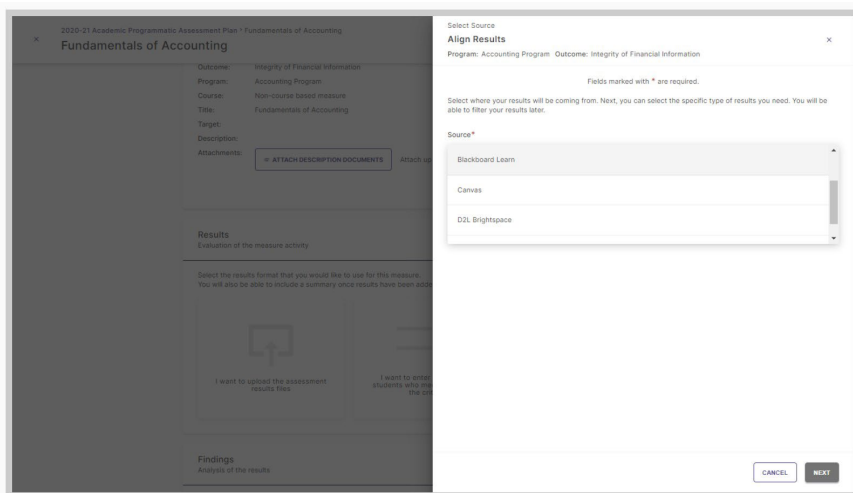 2020-21 Academic Programmatic Assessment Plan > Fundamentals of Accounting
Fundamentals of Accounting
Outcome: Integrity of Financial Information
Program: Accounting Program
Course: Non-course based measure
Title: Fundamentals of Accounting
Target:
Description:
Attachments:
ATTACH DESCRIPTION DOCUMENTS
Attach up
Results
Evaluation of the measure activity
Select the results format that you would like to use for this measure.
You will also be able to include a summary once results have been adde
I want to upload the assessment
results files
I want to enter
students who me
the crit
Findings
Analysis of the results
Select Source
Align Results
Program: Accounting Program Outcome: Integrity of Financial Information
Fields marked with * are required.
Select where your results will be coming from. Next, you can select the specific type of results you need. You will be
able to filter your results later.
Source*
Blackboard Learn
Canvas
D2L Brightspace
CANCEL
NEXT